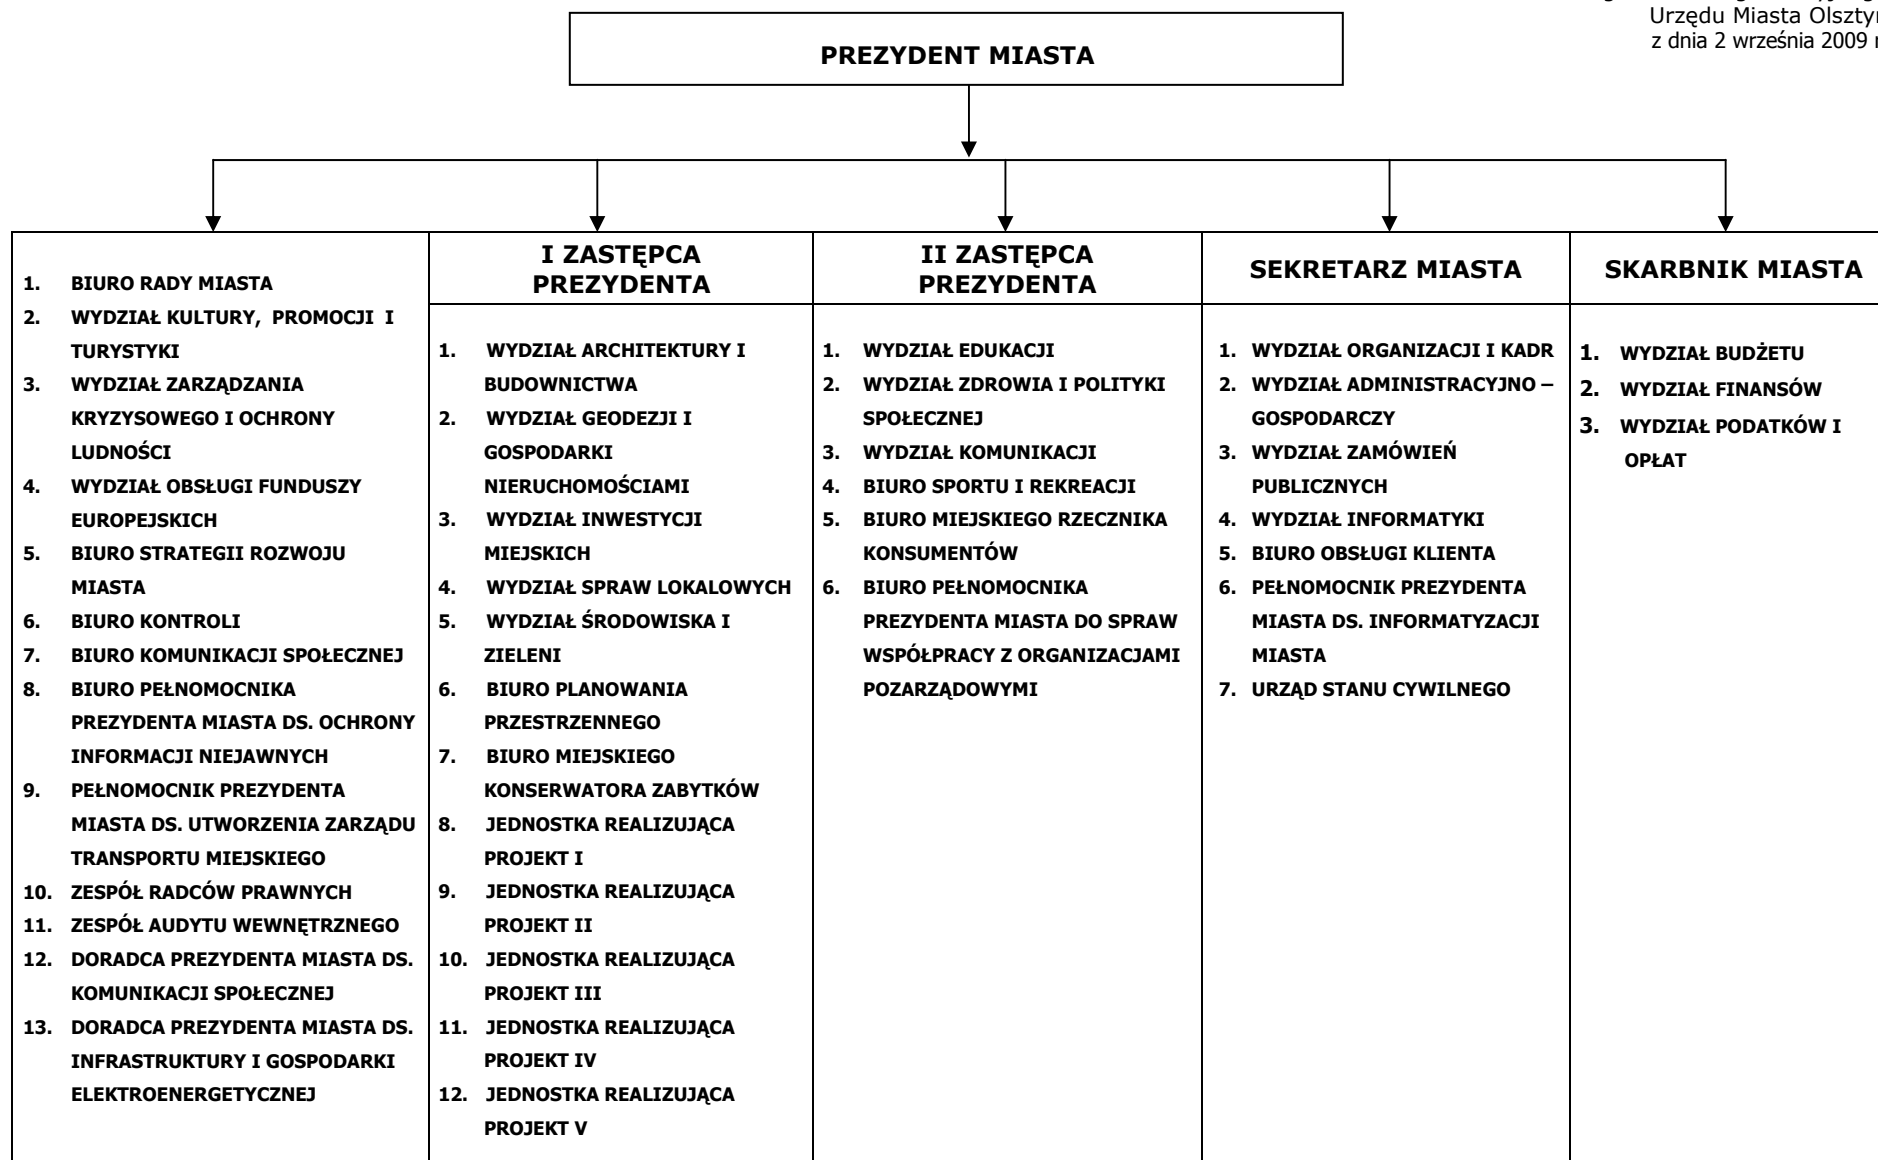 Urzędu Miasta
z dnia 2 września 2009
PREZYDENT MIASTA
1. BIURO RADY MIASTA
2. WYDZIAŁ KULTURY, PROMOCJI I
TURYSTYKI
3. WYDZIAŁ ZARZĄDZANIA
KRYZYSOWEGO I OCHRONY
LUDNOŚCI
4. WYDZIAŁ OBSŁUGI FUNDUSZY
EUROPEJSKICH
5. BIURO STRATEGII ROZWOJU
MIASTA
6. BIURO KONTROLI
7. BIURO KOMUNIKACJI SPOŁECZNEJ
8. BIURO PEŁNOMOCNIKA
PREZYDENTA MIASTA DS. OCHRONY
INFORMACJI NIEJAWNYCH
9. PEŁNOMOCNIK PREZYDENTA
MIASTA DS. UTWORZENIA ZARZĄDU
TRANSPORTU MIEJSKIEGO
10. ZESPÓŁ RADCÓW PRAWNYCH
11. ZESPÓŁ AUDYTU WEWNĘTRZNEGO
12. DORADCA PREZYDENTA MIASTA DS.
KOMUNIKACJI SPOŁECZNEJ
13. DORADCA PREZYDENTA MIASTA DS.
INFRASTRUKTURY I GOSPODARKI
ELEKTROENERGETYCZNEJ
I ZASTĘPCA
PREZYDENTA
1. WYDZIAŁ ARCHITEKTURY I
BUDOWNICTWA
2. WYDZIAŁ GEODEZJI I
GOSPODARKI
NIERUCHOMOŚCIAMI
3. WYDZIAŁ INWESTYCJI
MIEJSKICH
4. WYDZIAŁ SPRAW LOKALOWYCH
5. WYDZIAŁ ŚRODOWISKA I
ZIELENI
6. BIURO PLANOWANIA
PRZESTRZENNEGO
7. BIURO MIEJSKIEGO
KONSERWATORA ZABYTKÓW
8. JEDNOSTKA REALIZUJĄCA
PROJEKT I
9. JEDNOSTKA REALIZUJĄCA
PROJEKT II
10. JEDNOSTKA REALIZUJĄCA
PROJEKT III
11. JEDNOSTKA REALIZUJĄCA
PROJEKT IV
12. JEDNOSTKA REALIZUJĄCA
PROJEKT V
II ZASTĘPCA
PREZYDENTA
1. WYDZIAŁ EDUKACJI
2. WYDZIAŁ ZDROWIA I POLITYKI
SPOŁECZNEJ
3. WYDZIAŁ KOMUNIKACJI
4. BIURO SPORTU I REKREACJI
5. BIURO MIEJSKIEGO RZECZNIKA
KONSUMENTÓW
6. BIURO PEŁNOMOCNIKA
PREZYDENTA MIASTA DO SPRAW
WSPÓŁPRACY Z ORGANIZACJAMI
POZARZĄDOWYMI
SEKRETARZ MIASTA
1. WYDZIAŁ ORGANIZACJI I KADR
2. WYDZIAŁ ADMINISTRACYJNO –
GOSPODARCZY
3. WYDZIAŁ ZAMÓWIEŃ
PUBLICZNYCH
4. WYDZIAŁ INFORMATYKI
5. BIURO OBSŁUGI KLIENTA
6. PEŁNOMOCNIK PREZYDENTA
MIASTA DS. INFORMATYZACJI
MIASTA
7. URZĄD STANU CYWILNEGO
SKARBNIK MIASTA
1. WYDZIAŁ BUDŻETU
2. WYDZIAŁ FINANSÓW
3. WYDZIAŁ PODATKÓW I
OPŁAT